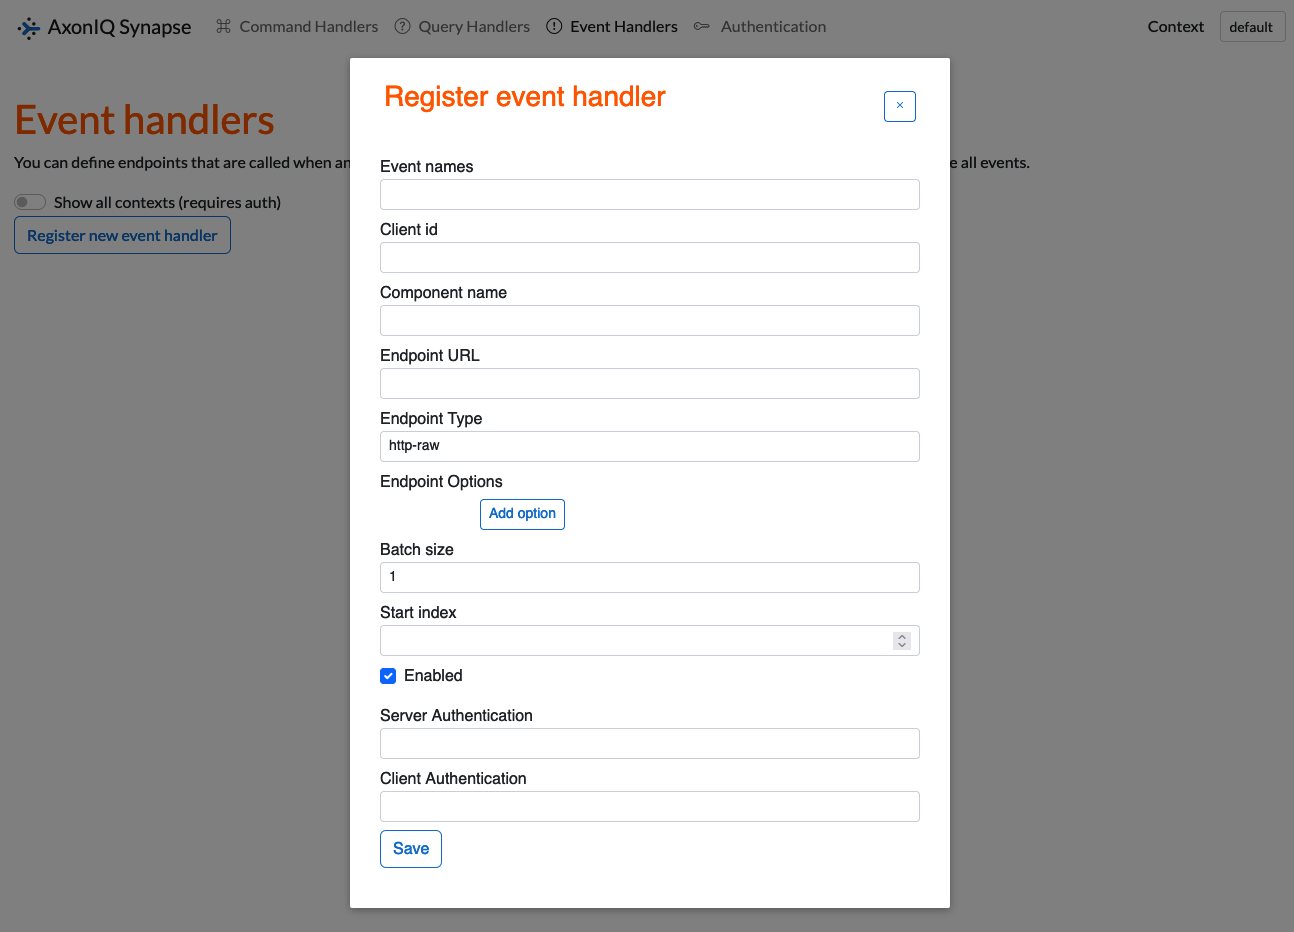 AxonIQ Synapse Command Handlers Query Handlers Event Handlers Authentication Context default
Register event handler
×
Event handlers
You can define endpoints that are called when an
e all events.
Show all contexts (requires auth)
Register new event handler
Event names
Client id
Component name
Endpoint URL
Endpoint Type
http-raw
Endpoint Options
Add option
Batch size
1
Start index
Enabled
Server Authentication
Client Authentication
Save